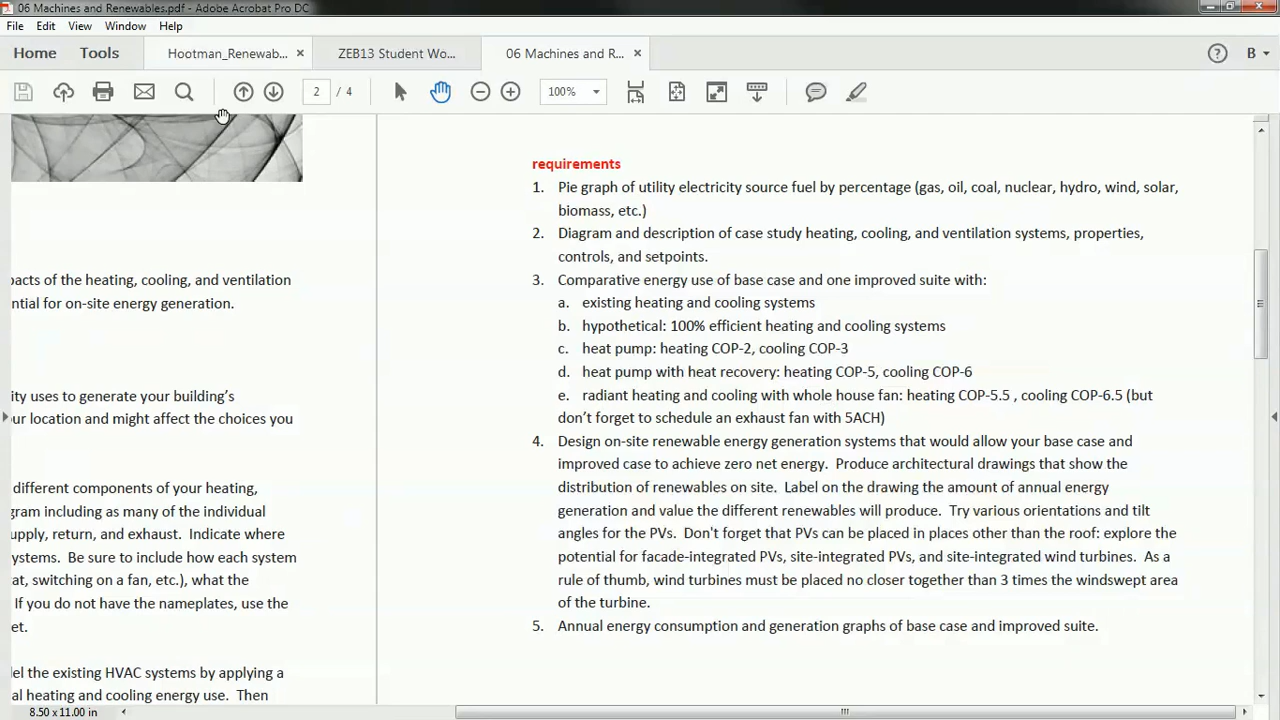 06 Machines and Renewables.pdf - Adobe Acrobat Pro DC
File Edit View Window Help
Home Tools Hootman_Renewab... × ZEB13 Student Wo... 06 Machines and R... × ? B
2 / 4 100%
requirements
1. Pie graph of utility electricity source fuel by percentage (gas, oil, coal, nuclear, hydro, wind, solar,
biomass, etc.)
2. Diagram and description of case study heating, cooling, and ventilation systems, properties,
controls, and setpoints.
3. Comparative energy use of base case and one improved suite with:
a. existing heating and cooling systems
b. hypothetical: 100% efficient heating and cooling systems
c. heat pump: heating COP-2, cooling COP-3
d. heat pump with heat recovery: heating COP-5, cooling COP-6
e. radiant heating and cooling with whole house fan: heating COP-5.5 , cooling COP-6.5 (but
don't forget to schedule an exhaust fan with 5ACH)
4. Design on-site renewable energy generation systems that would allow your base case and
improved case to achieve zero net energy. Produce architectural drawings that show the
distribution of renewables on site. Label on the drawing the amount of annual energy
generation and value the different renewables will produce. Try various orientations and tilt
angles for the PVs. Don't forget that PVs can be placed in places other than the roof: explore the
potential for facade-integrated PVs, site-integrated PVs, and site-integrated wind turbines. As a
rule of thumb, wind turbines must be placed no closer together than 3 times the windswept area
of the turbine.
5. Annual energy consumption and generation graphs of base case and improved suite.
pacts of the heating, cooling, and ventilation
ntial for on-site energy generation.
ity uses to generate your building's
ur location and might affect the choices you
different components of your heating,
gram including as many of the individual
upply, return, and exhaust. Indicate where
ystems. Be sure to include how each system
at, switching on a fan, etc.), what the
If you do not have the nameplates, use the
et.
del the existing HVAC systems by applying a
al heating and cooling energy use. Then
8.50 x 11.00 in